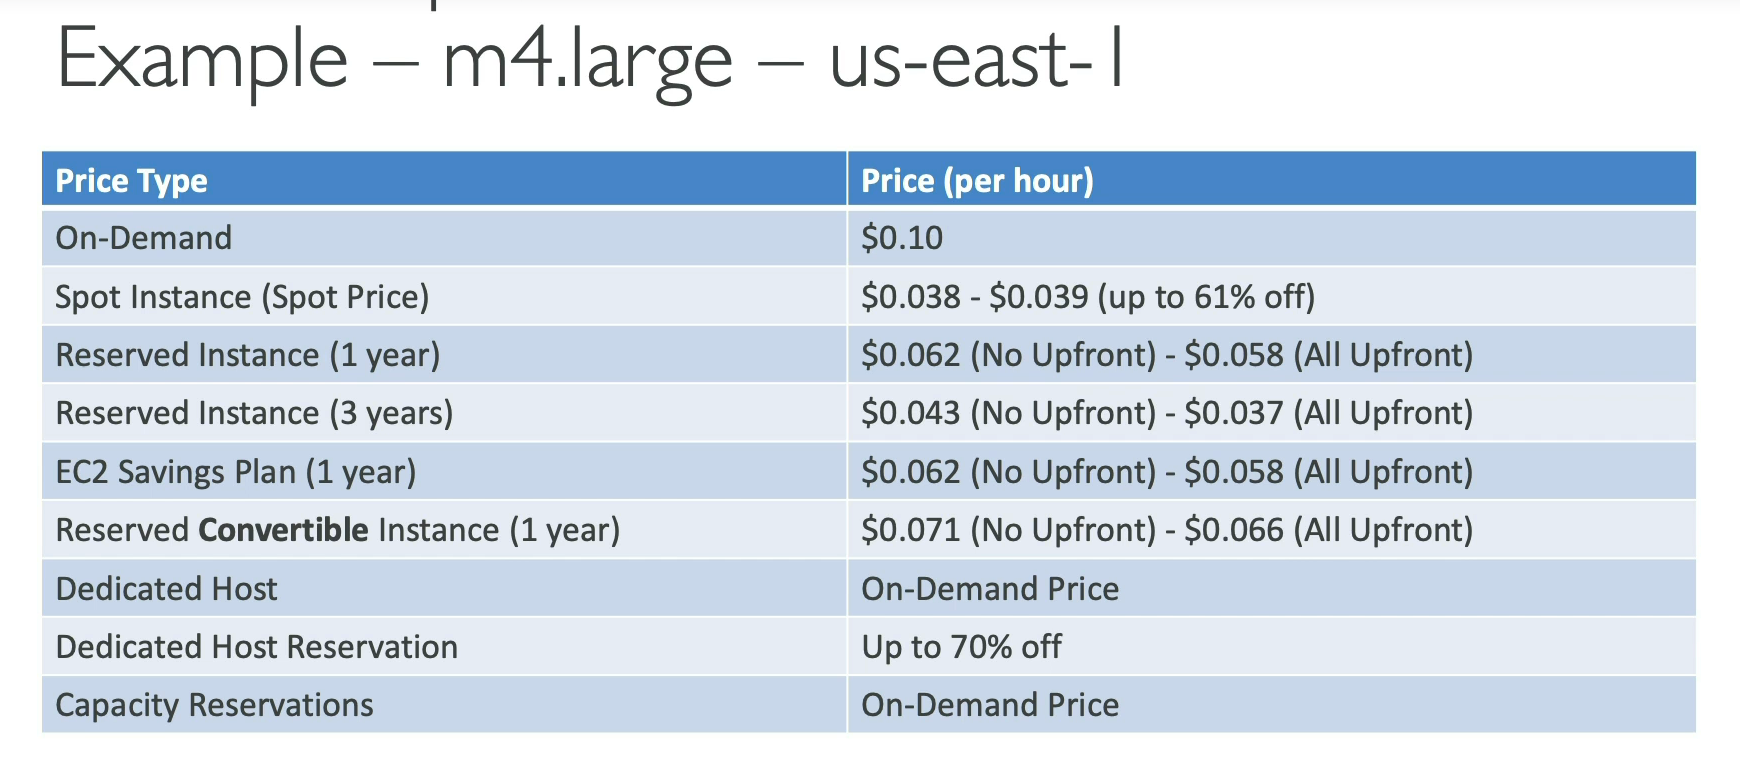 Example – m4.large – us-east-1
Price Type Price (per hour)
On-Demand $0.10
Spot Instance (Spot Price) $0.038 - $0.039 (up to 61% off)
Reserved Instance (1 year) $0.062 (No Upfront) - $0.058 (All Upfront)
Reserved Instance (3 years) $0.043 (No Upfront) - $0.037 (All Upfront)
EC2 Savings Plan (1 year) $0.062 (No Upfront) - $0.058 (All Upfront)
Reserved Convertible Instance (1 year) $0.071 (No Upfront) - $0.066 (All Upfront)
Dedicated Host On-Demand Price
Dedicated Host Reservation Up to 70% off
Capacity Reservations On-Demand Price